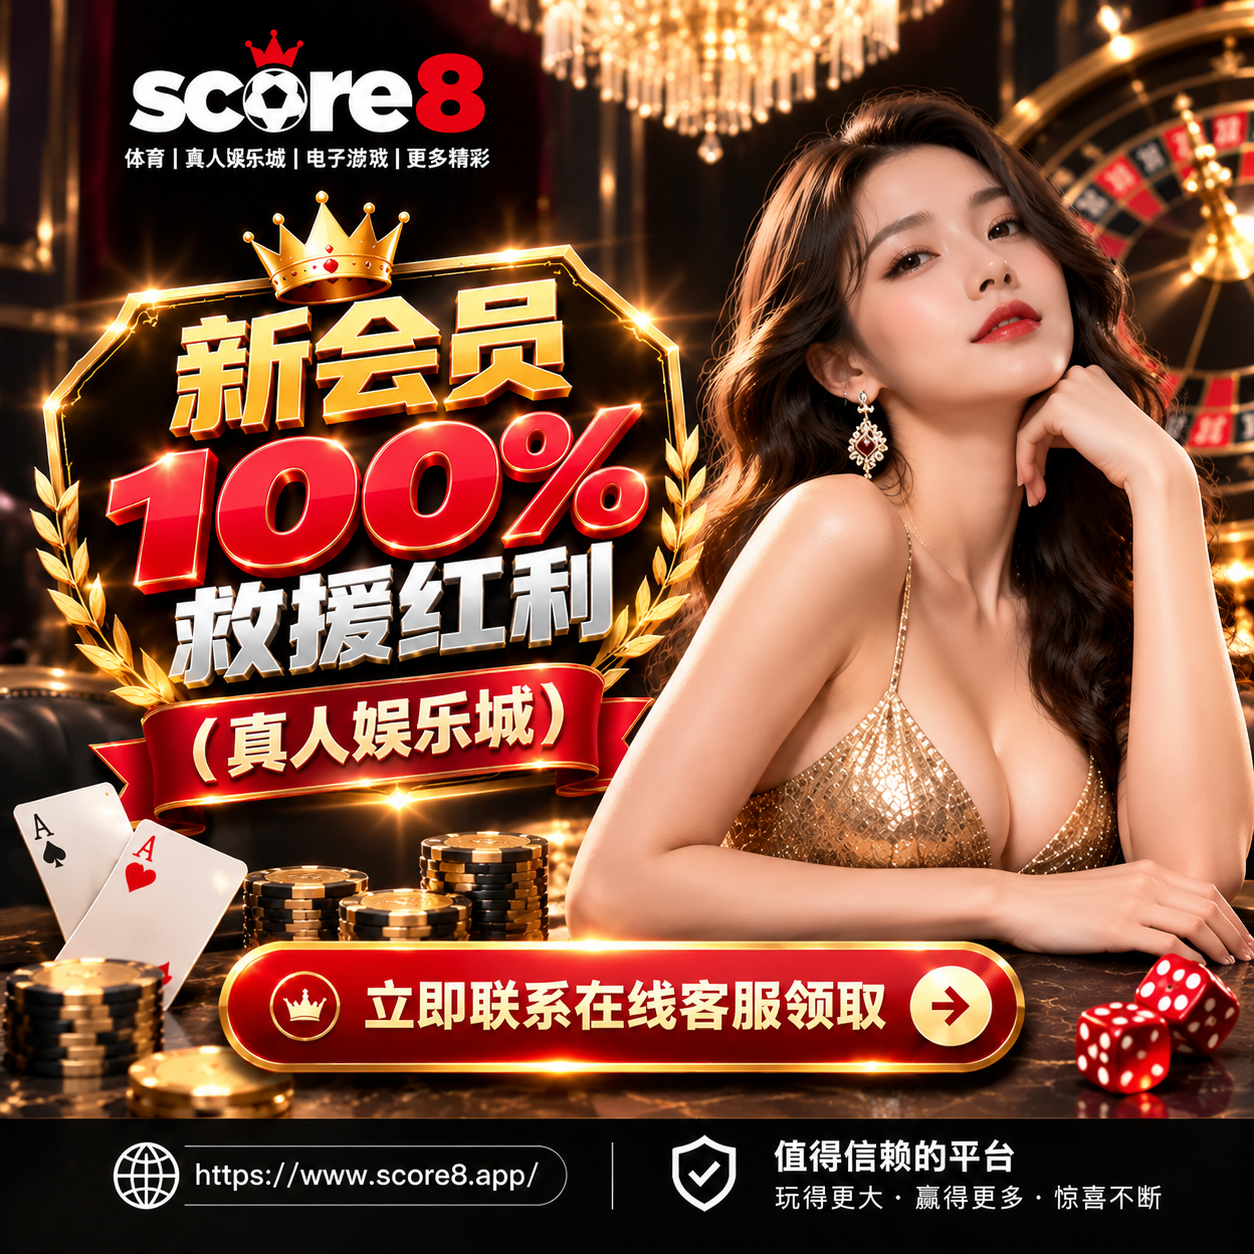 score8
体育 | 真人娱乐城 | 电子游戏 | 更多精彩
新会员
100%
救援红利
（真人娱乐城）
A
A
立即联系在线客服领取
https://www.score8.app/
值得信赖的平台
玩得更大 · 赢得更多 · 惊喜不断